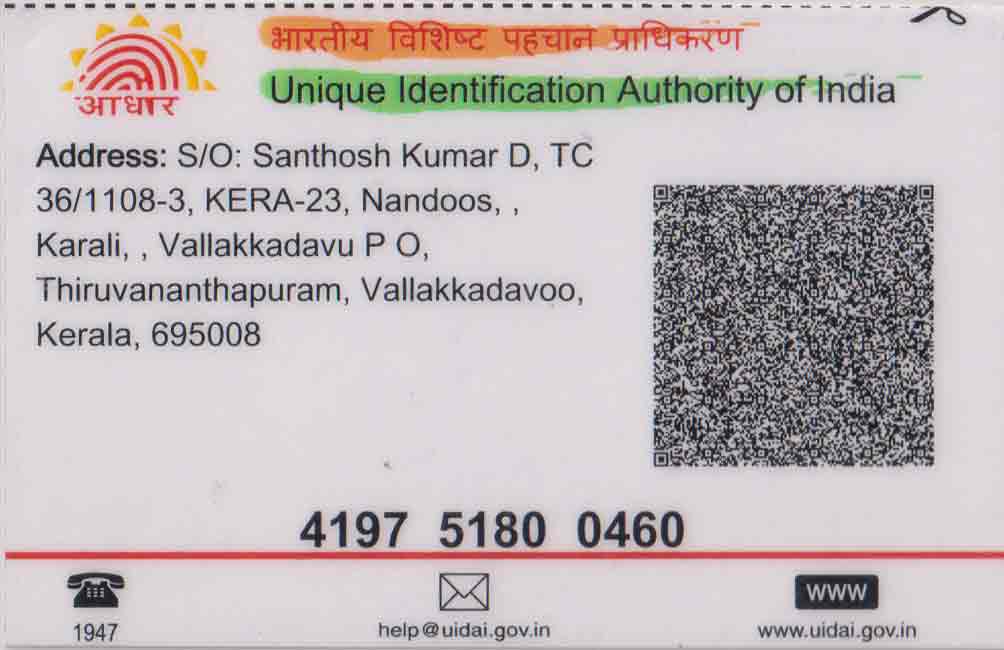 भारतीय विशिष्ट पहचान प्राधिकरण
आधार
Unique Identification Authority of India
Address: S/O: Santhosh Kumar D, TC
36/1108-3, KERA-23, Nandoos, ,
Karali, , Vallakkadavu P O,
Thiruvananthapuram, Vallakkadavoo,
Kerala, 695008
4197 5180 0460
WWW
1947
help@uidai.gov.in
www.uidai.gov.in